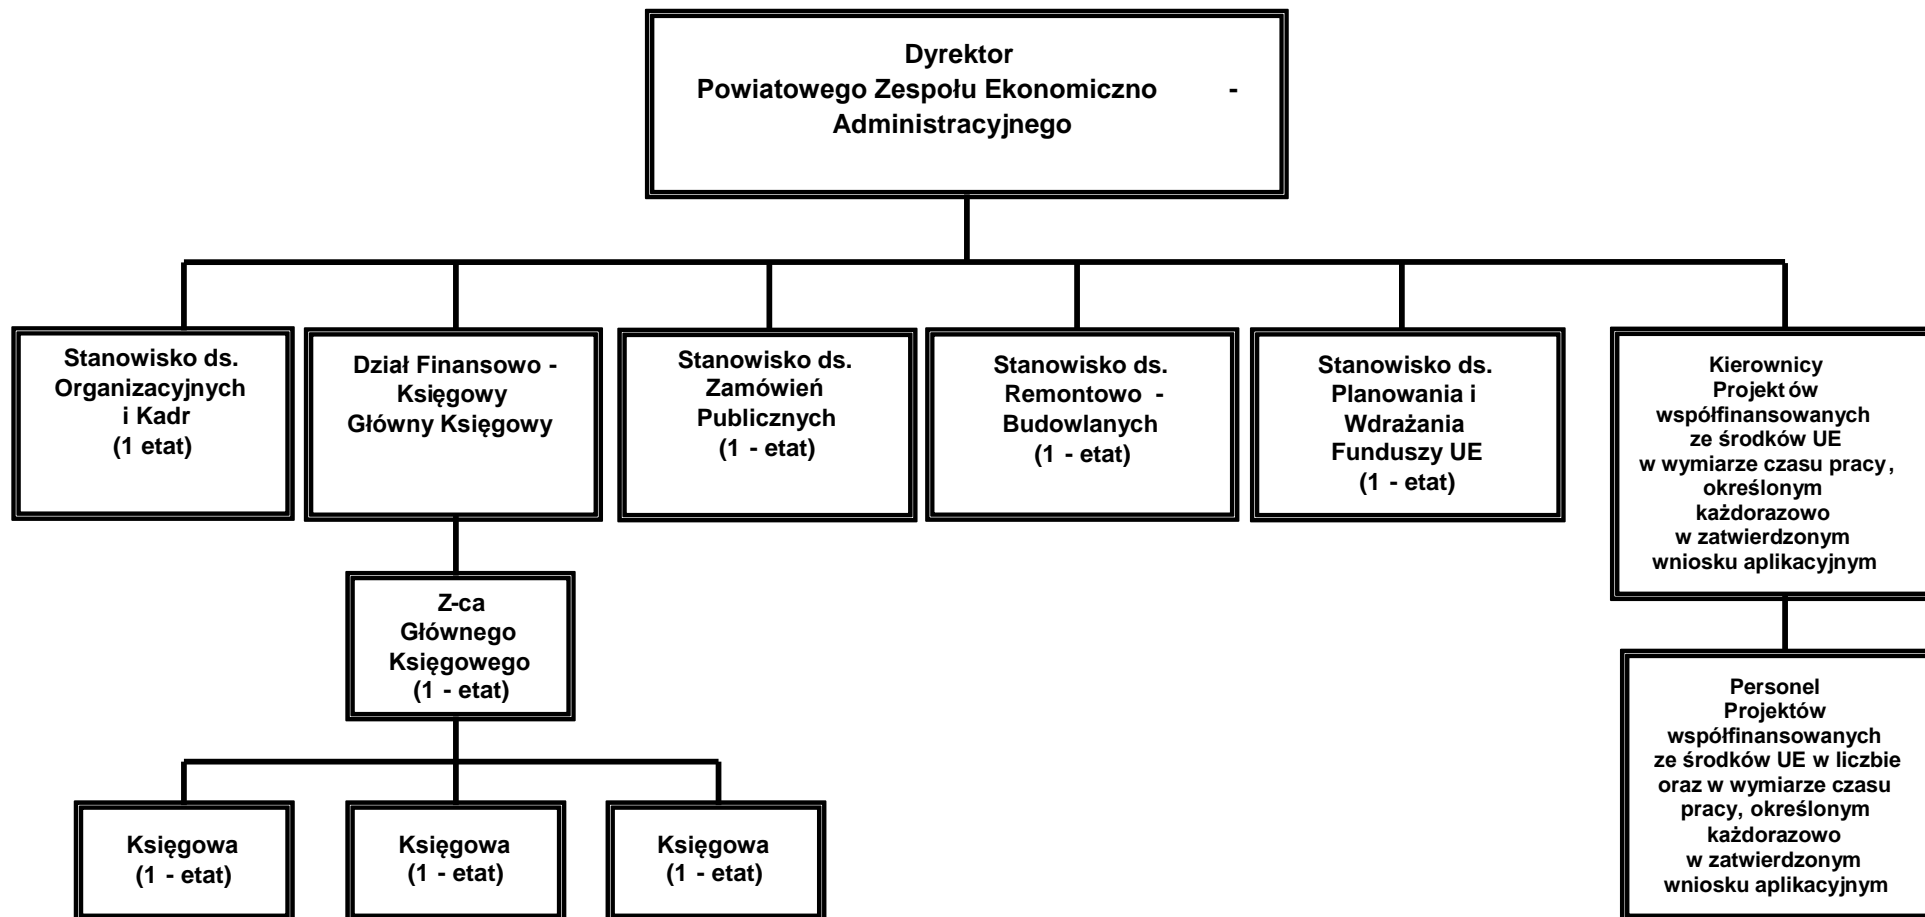 Dyrektor
Powiatowego Zespołu Ekonomiczno -
Administracyjnego
Stanowisko ds.
Organizacyjnych
i Kadr
(1 etat)
Dział Finansowo -
Księgowy
Główny Księgowy
Stanowisko ds.
Zamówień
Publicznych
(1 - etat)
Stanowisko ds.
Remontowo -
Budowlanych
(1 - etat)
Stanowisko ds.
Planowania i
Wdrażania
Funduszy UE
(1 - etat)
Kierownicy
Projektów
współfinansowanych
ze środków UE
w wymiarze czasu pracy,
określonym
każdorazowo
w zatwierdzonym
wniosku aplikacyjnym
Z-ca
Głównego
Księgowego
(1 - etat)
Personel
Projektów
współfinansowanych
ze środków UE w liczbie
oraz w wymiarze czasu
pracy, określonym
każdorazowo
w zatwierdzonym
wniosku aplikacyjnym
Księgowa
(1 - etat)
Księgowa
(1 - etat)
Księgowa
(1 - etat)